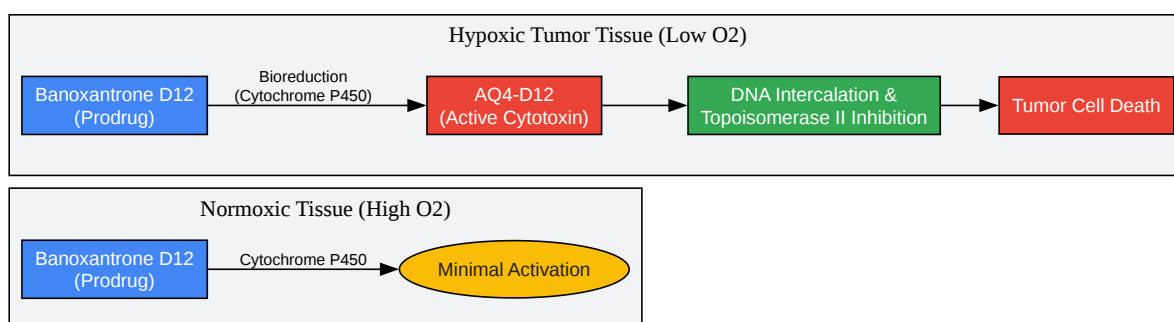 Hypoxic Tumor Tissue (Low O2)
Banoxantrone D12
(Prodrug)
Bioreduction
(Cytochrome P450)
AQ4-D12
(Active Cytotoxin)
DNA Intercalation &
Topoisomerase II Inhibition
Tumor Cell Death
Normoxic Tissue (High O2)
Banoxantrone D12
(Prodrug)
Cytochrome P450
Minimal Activation